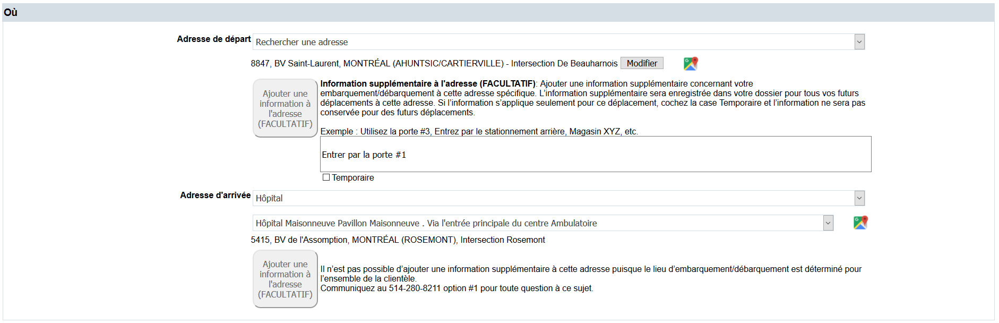 Où
Adresse de départ
Rechercher une adresse
8847, BV Saint-Laurent, MONTRÉAL (AHUNTSIC/CARTIERVILLE) - Intersection De Beauharnois
Modifier
Ajouter une
information à
l'adresse
(FACULTATIF)
Information supplémentaire à l'adresse (FACULTATIF): Ajouter une information supplémentaire concernant votre
embarquement/débarquement à cette adresse spécifique. L’information supplémentaire sera enregistrée dans votre dossier pour tous vos futurs
déplacements à cette adresse. Si l’information s’applique seulement pour ce déplacement, cochez la case Temporaire et l’information ne sera pas
conservée pour des futurs déplacements.
Exemple : Utilisez la porte #3, Entrez par le stationnement arrière, Magasin XYZ, etc.
Entrer par la porte #1
Temporaire
Adresse d'arrivée
Hôpital
Hôpital Maisonneuve Pavillon Maisonneuve . Via l'entrée principale du centre Ambulatoire
5415, BV de l'Assomption, MONTRÉAL (ROSEMONT), Intersection Rosemont
Ajouter une
information à
l'adresse
(FACULTATIF)
Il n’est pas possible d’ajouter une information supplémentaire à cette adresse puisque le lieu d’embarquement/débarquement est déterminé pour
l’ensemble de la clientèle.
Communiquez au 514-280-8211 option #1 pour toute question à ce sujet.